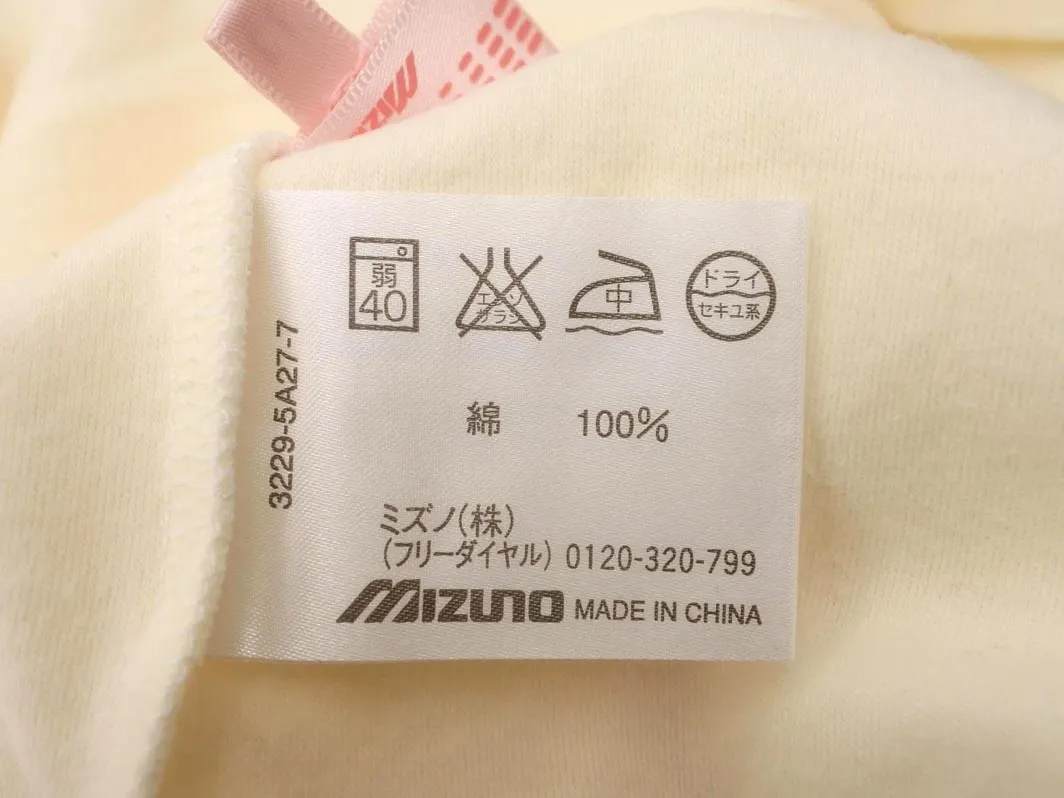 MIZUNO
弱
40
エンソ
サラシ
中
ドライ
セキユ系
3229-5A27-7
綿 100%
ミズノ(株)
(フリーダイヤル) 0120-320-799
MIZUNO MADE IN CHINA